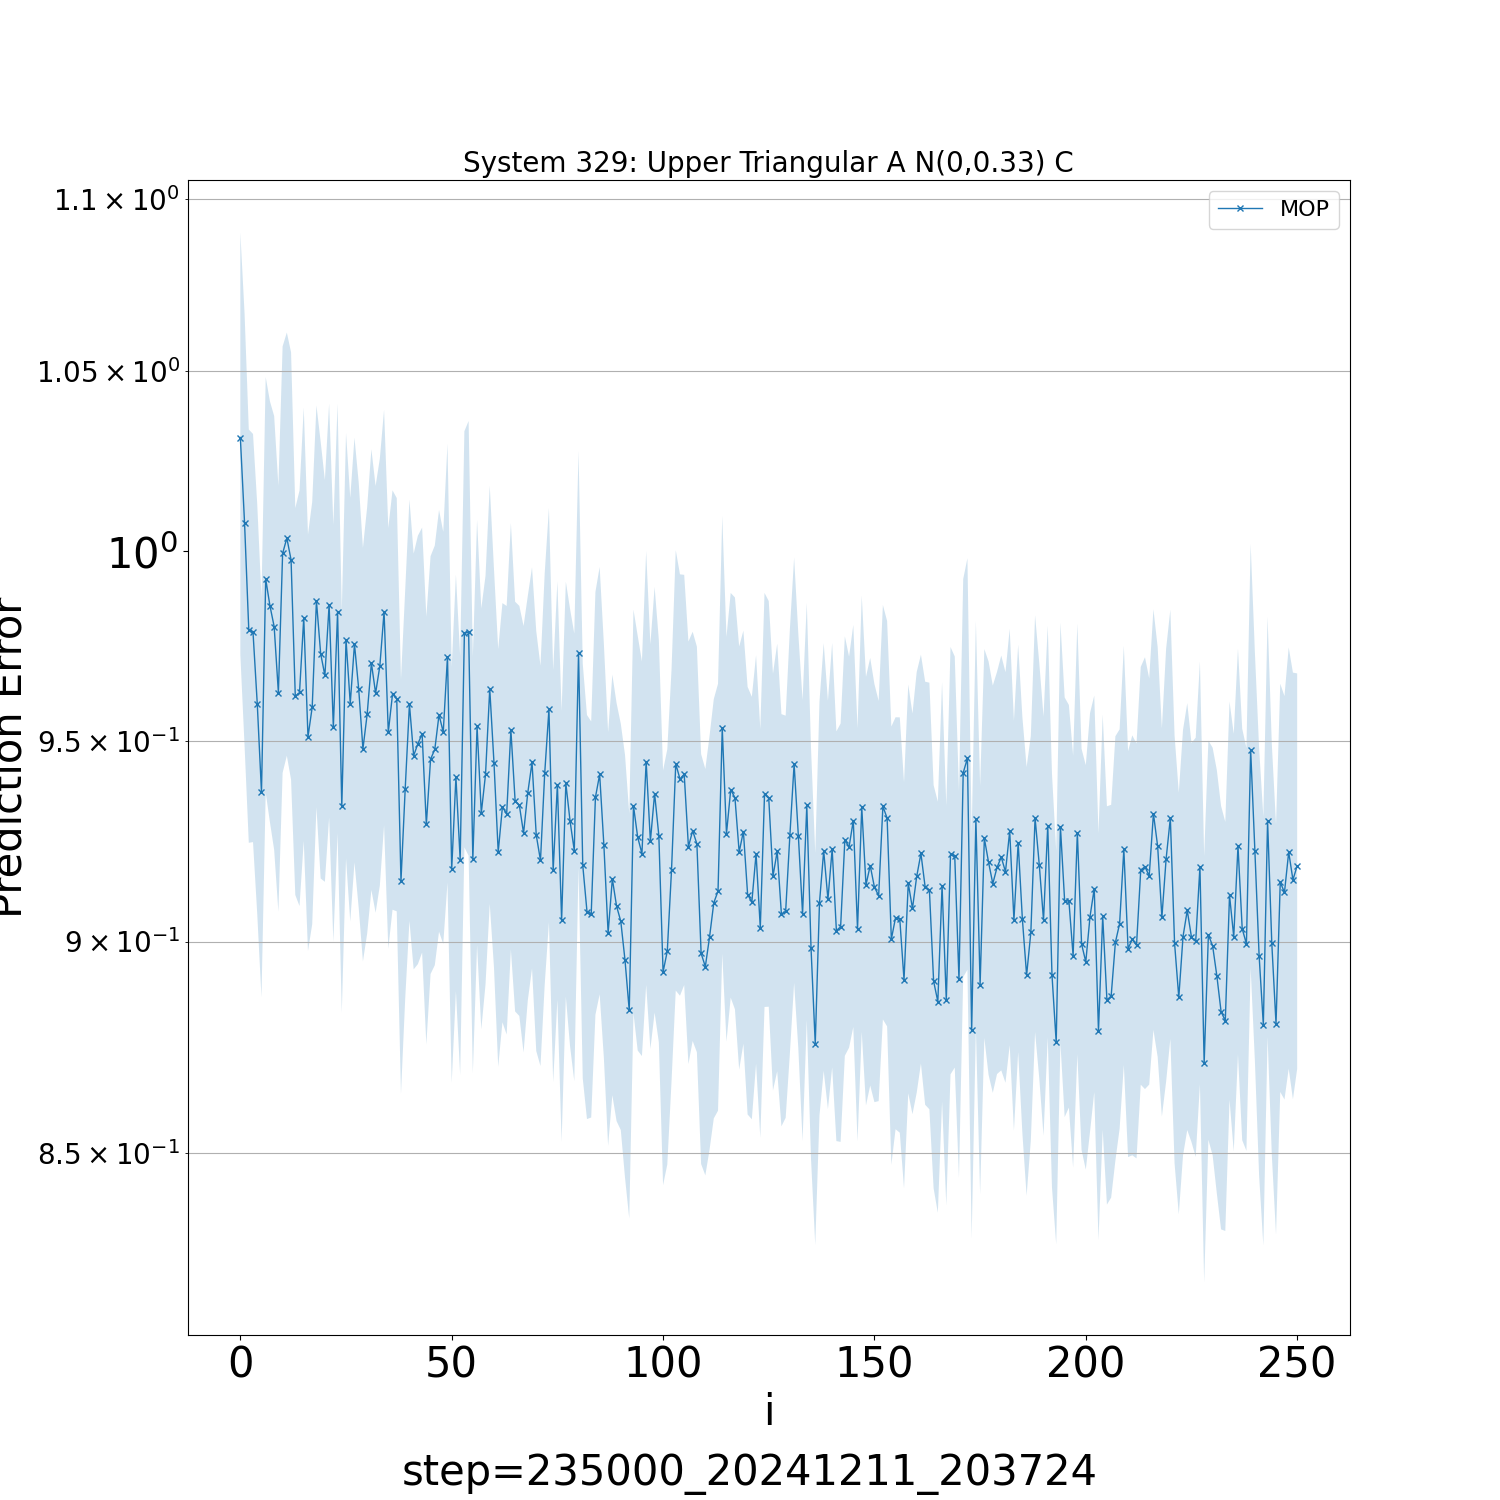 System 329: Upper Triangular A N(0,0.33) C
1.1 × 10⁰
MOP
1.05 × 10⁰
10⁰
9.5 × 10⁻¹
9 × 10⁻¹
8.5 × 10⁻¹
Prediction Error
0 50 100 150 200 250
i
step=235000_20241211_203724